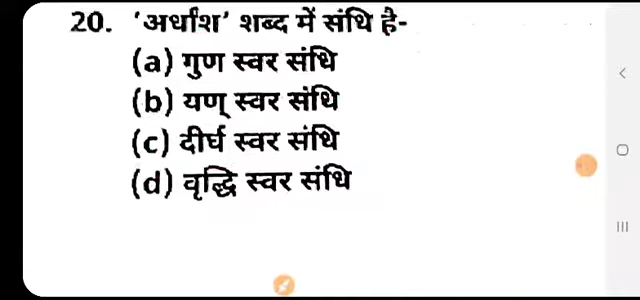 20. ‘अर्धांश’ शब्द में संधि है-
(a) गुण स्वर संधि
(b) यण् स्वर संधि
(c) दीर्घ स्वर संधि
(d) वृद्धि स्वर संधि